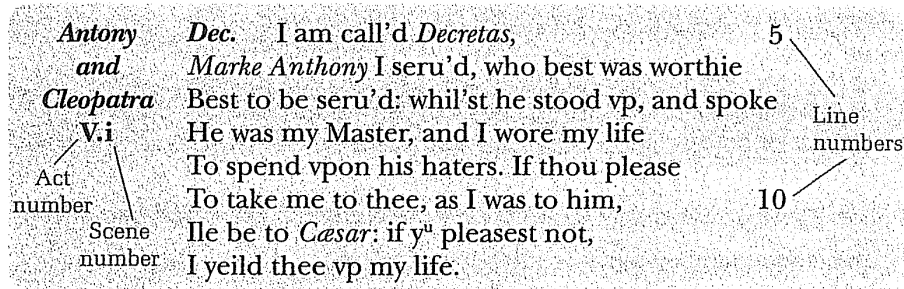 Antony Dec. I am call'd Decretas, 5
and Marke Anthony I seru'd, who best was worthie
Cleopatra Best to be seru'd: whil'st he stood vp, and spoke
V.i He was my Master, and I wore my life
Line
numbers
To spend vpon his haters. If thou please
Act
number
To take me to thee, as I was to him, 10
Scene
number
Ile be to Cæsar: if yᵘ pleasest not,
I yeild thee vp my life.